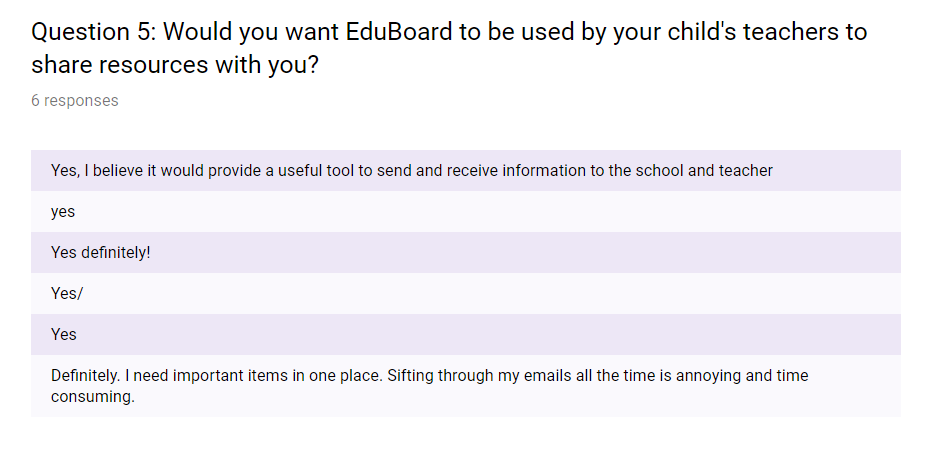 Question 5: Would you want EduBoard to be used by your child's teachers to
share resources with you?
6 responses
Yes, I believe it would provide a useful tool to send and receive information to the school and teacher
yes
Yes definitely!
Yes/
Yes
Definitely. I need important items in one place. Sifting through my emails all the time is annoying and time
consuming.